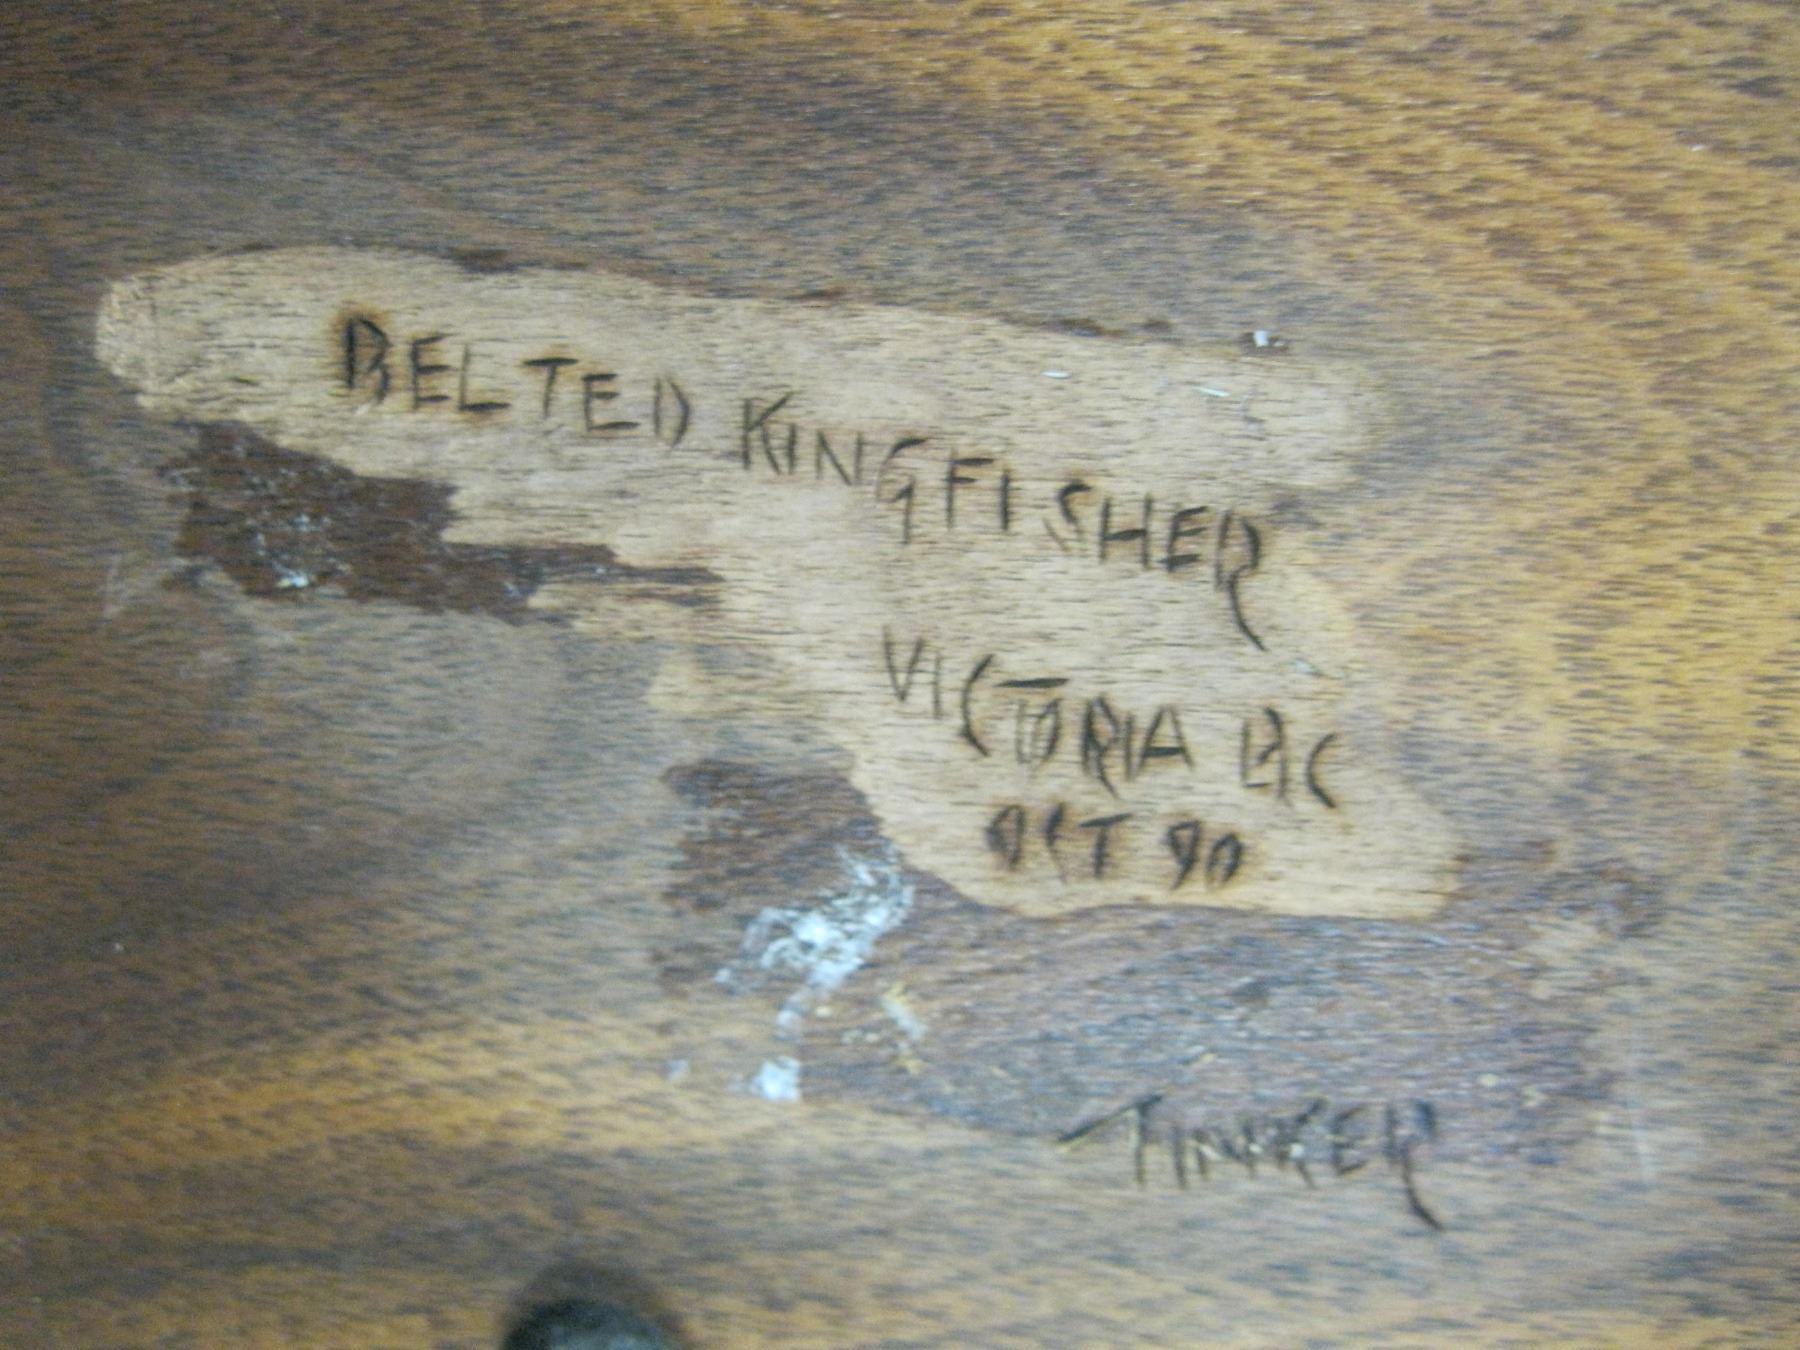 BELTED KINGFISHER
VICTORIA BC
OCT 90
TINKER